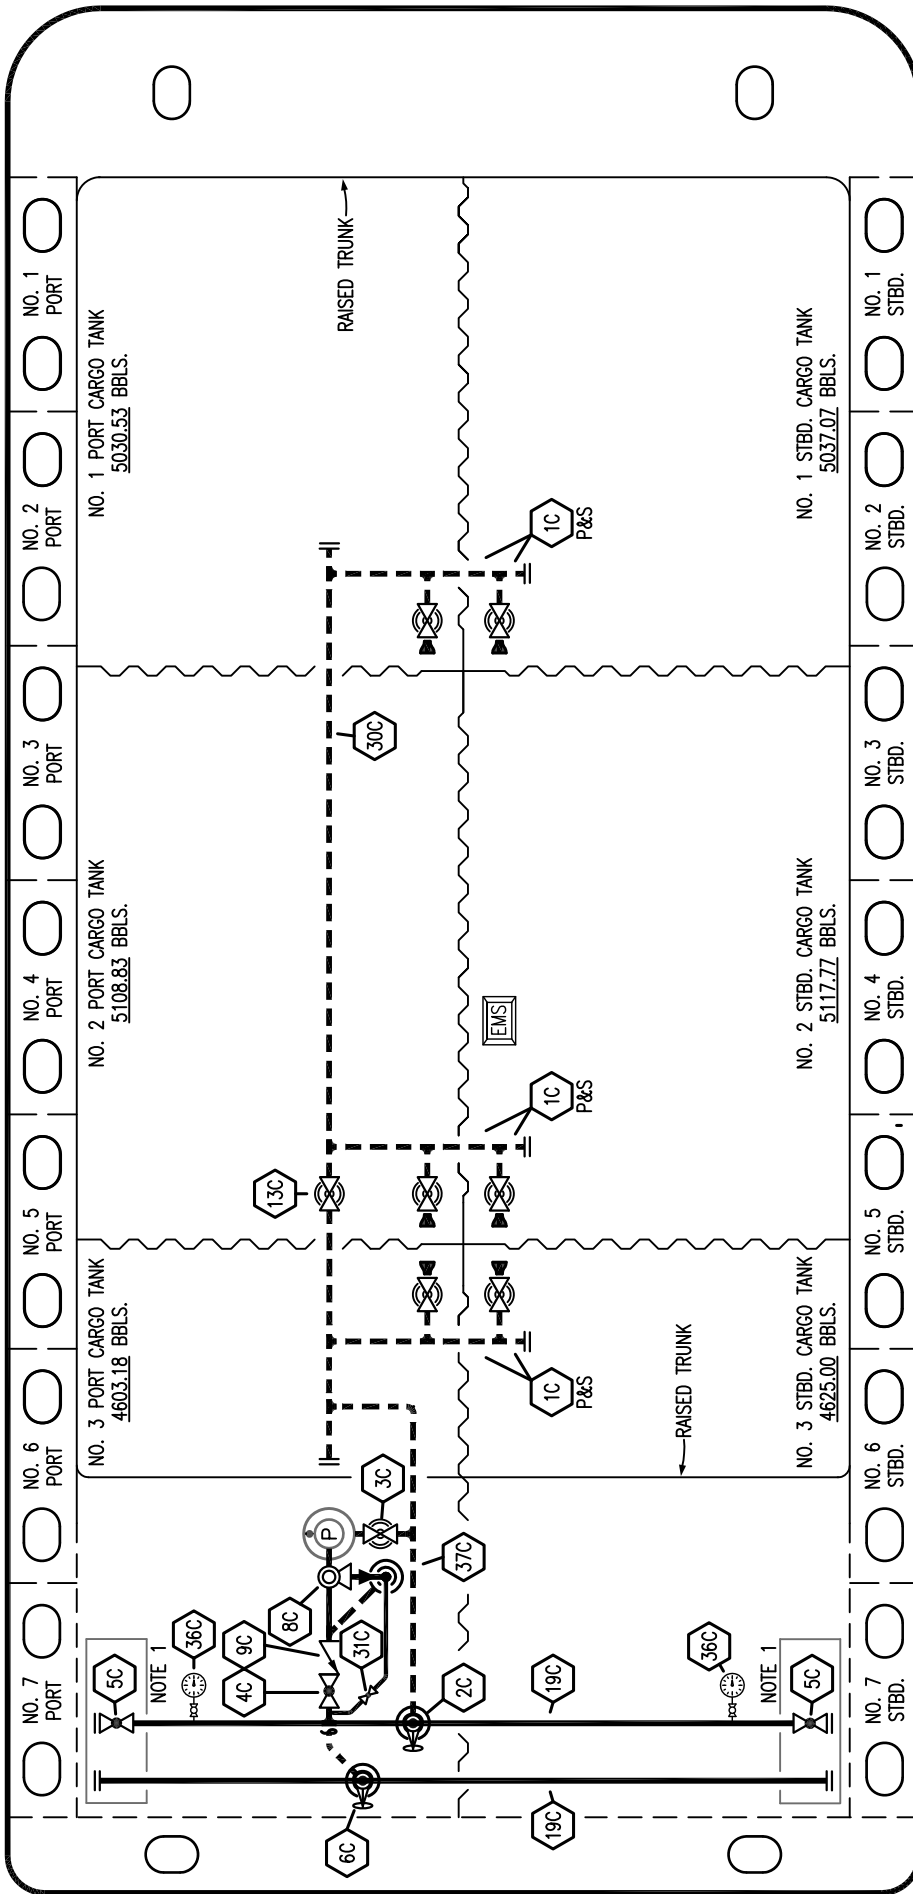 NO. 7
PORT
NO. 6
PORT
NO. 5
PORT
NO. 4
PORT
NO. 3
PORT
NO. 2
PORT
NO. 1
PORT
NO. 3 PORT CARGO TANK
4603.18 BBLS.
NO. 2 PORT CARGO TANK
5108.83 BBLS.
NO. 1 PORT CARGO TANK
5030.53 BBLS.
5C
NOTE 1
36C
9C
4C
8C
31C
P
3C
13C
30C
RAISED TRUNK
6C
2C
37C
19C
19C
1C
P&S
1C
P&S
1C
P&S
EMS
RAISED TRUNK
36C
NOTE 1
5C
NO. 3 STBD. CARGO TANK
4625.00 BBLS.
NO. 2 STBD. CARGO TANK
5117.77 BBLS.
NO. 1 STBD. CARGO TANK
5037.07 BBLS.
NO. 7
STBD.
NO. 6
STBD.
NO. 5
STBD.
NO. 4
STBD.
NO. 3
STBD.
NO. 2
STBD.
NO. 1
STBD.